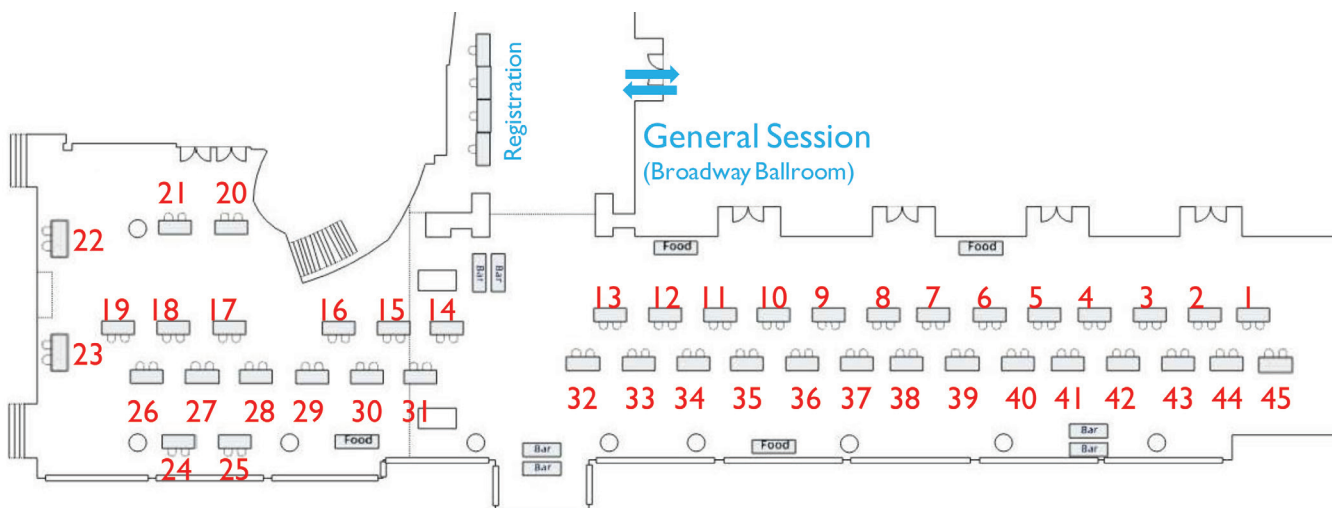 Registration
General Session
(Broadway Ballroom)
21 20
22
Food Food
Bar Bar
19 18 17 16 15 14 13 12 11 10 9 8 7 6 5 4 3 2 1
23
26 27 28 29 30 31 32 33 34 35 36 37 38 39 40 41 42 43 44 45
Food Bar Food Bar
24 25 Bar Bar